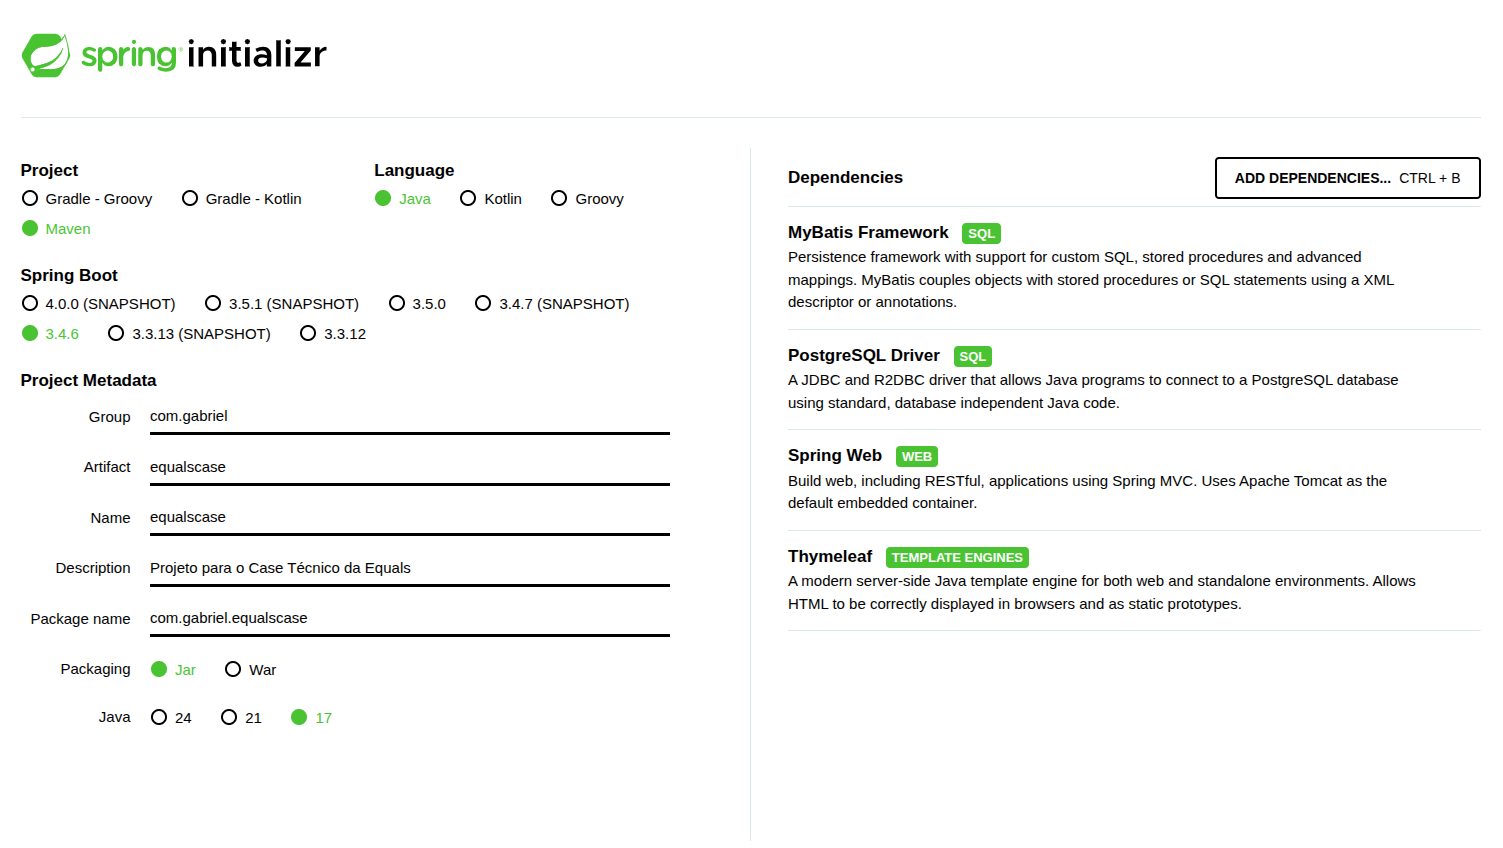 spring initializr
Project
Gradle - Groovy Gradle - Kotlin
Maven
Language
Java Kotlin Groovy
Spring Boot
4.0.0 (SNAPSHOT) 3.5.1 (SNAPSHOT) 3.5.0 3.4.7 (SNAPSHOT)
3.4.6 3.3.13 (SNAPSHOT) 3.3.12
Project Metadata
Group com.gabriel
Artifact equalscase
Name equalscase
Description Projeto para o Case Técnico da Equals
Package name com.gabriel.equalscase
Packaging Jar War
Java 24 21 17
Dependencies ADD DEPENDENCIES... CTRL + B
MyBatis Framework SQL
Persistence framework with support for custom SQL, stored procedures and advanced
mappings. MyBatis couples objects with stored procedures or SQL statements using a XML
descriptor or annotations.
PostgreSQL Driver SQL
A JDBC and R2DBC driver that allows Java programs to connect to a PostgreSQL database
using standard, database independent Java code.
Spring Web WEB
Build web, including RESTful, applications using Spring MVC. Uses Apache Tomcat as the
default embedded container.
Thymeleaf TEMPLATE ENGINES
A modern server-side Java template engine for both web and standalone environments. Allows
HTML to be correctly displayed in browsers and as static prototypes.